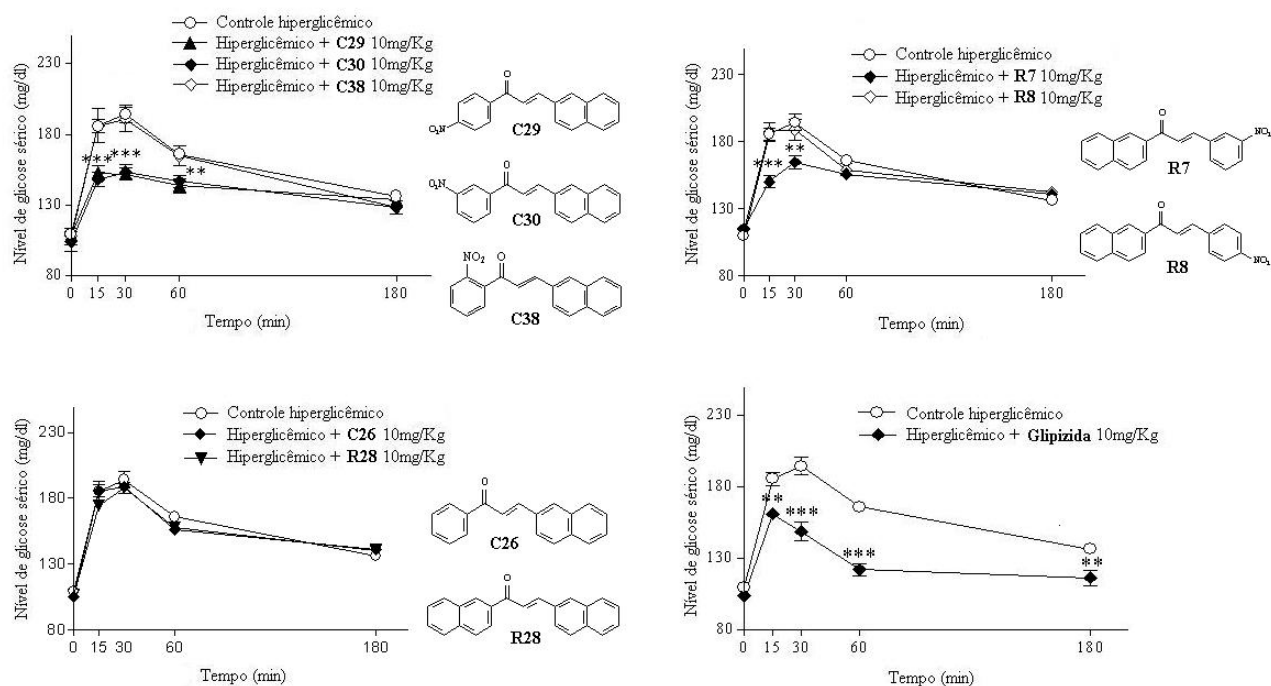 Controle hiperglicêmico
Hiperglicêmico + C29 10mg/Kg
Hiperglicêmico + C30 10mg/Kg
Hiperglicêmico + C38 10mg/Kg
Nível de glicose sérico (mg/dl)
230
180
130
80
*** *** **
0 15 30 60 180
Tempo (min)
O
NO₂
C29
O
NO₂
C30
NO₂ O
C38
Controle hiperglicêmico
Hiperglicêmico + R7 10mg/Kg
Hiperglicêmico + R8 10mg/Kg
Nível de glicose sérico (mg/dl)
230
180
130
80
*** **
0 15 30 60 180
Tempo (min)
O
NO₂
R7
O
NO₂
R8
Controle hiperglicêmico
Hiperglicêmico + C26 10mg/Kg
Hiperglicêmico + R28 10mg/Kg
Nível de glicose sérico (mg/dl)
230
180
130
80
0 15 30 60 180
Tempo (min)
O
C26
O
R28
Controle hiperglicêmico
Hiperglicêmico + Glipizida 10mg/Kg
Nível de glicose sérico (mg/dl)
230
180
130
80
** *** *** **
0 15 30 60 180
Tempo (min)